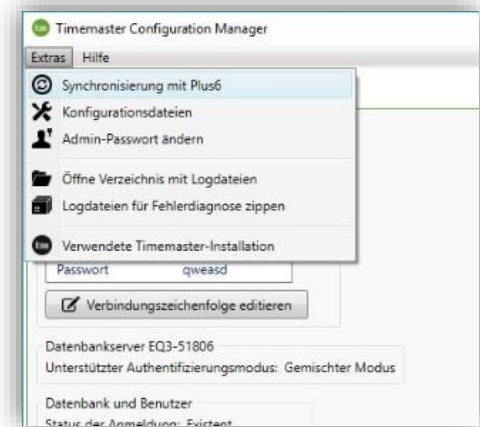 Timemaster Configuration Manager
Extras Hilfe
Synchronisierung mit Plus6
Konfigurationsdateien
Admin-Passwort ändern
Öffne Verzeichnis mit Logdateien
Logdateien für Fehlerdiagnose zippen
Verwendete Timemaster-Installation
Passwort qweasd
Verbindungszeichenfolge editieren
Datenbankserver EQ3-51806
Unterstützter Authentifizierungsmodus: Gemischter Modus
Datenbank und Benutzer
Status der Anmeldung: Existent